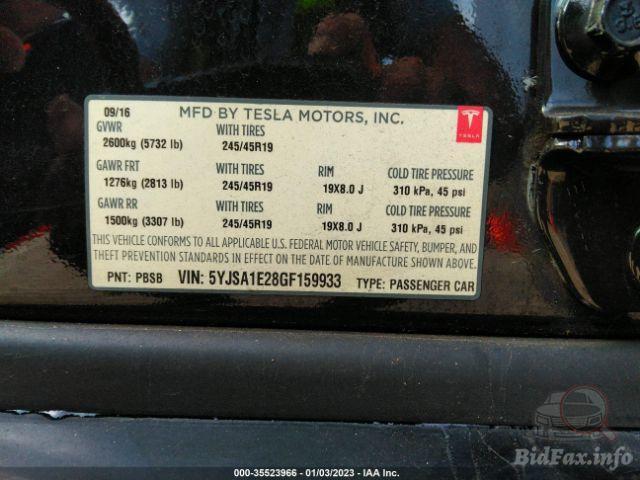 09/16 MFD BY TESLA MOTORS, INC.
GVWR WITH TIRES
2600kg (5732 lb) 245/45R19
TESLA
GAWR FRT WITH TIRES RIM COLD TIRE PRESSURE
1276kg (2813 lb) 245/45R19 19X8.0 J 310 kPa, 45 psi
GAWR RR WITH TIRES RIM COLD TIRE PRESSURE
1500kg (3307 lb) 245/45R19 19X8.0 J 310 kPa, 45 psi
THIS VEHICLE CONFORMS TO ALL APPLICABLE U.S. FEDERAL MOTOR VEHICLE SAFETY, BUMPER, AND
THEFT PREVENTION STANDARDS IN EFFECT ON THE DATE OF MANUFACTURE SHOWN ABOVE.
PNT: PBSB VIN: 5YJSA1E28GF159933 TYPE: PASSENGER CAR
BidFax.info
000-35523966 - 01/03/2023 - IAA Inc.